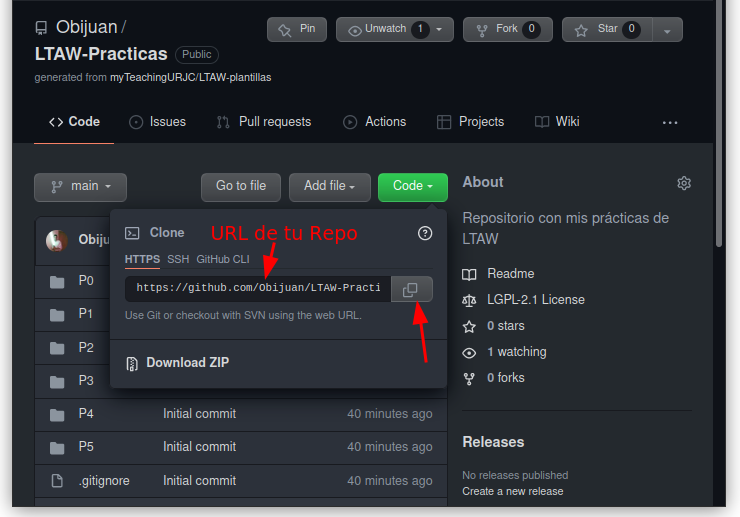 Obijuan /
LTAW-Practicas Public
generated from myTeachingURJC/LTAW-plantillas
Pin
Unwatch 1
Fork 0
Star 0
Code
Issues
Pull requests
Actions
Projects
Wiki
...
main
Go to file
Add file
Code
Obiju
Clone
URL de tu Repo
HTTPS SSH GitHub CLI
https://github.com/Obijuan/LTAW-Practi
Use Git or checkout with SVN using the web URL.
Download ZIP
P0
P1
P2
P3
P4 Initial commit 40 minutes ago
P5 Initial commit 40 minutes ago
.gitignore Initial commit 40 minutes ago
About
Repositorio con mis prácticas de
LTAW
Readme
LGPL-2.1 License
0 stars
1 watching
0 forks
Releases
No releases published
Create a new release